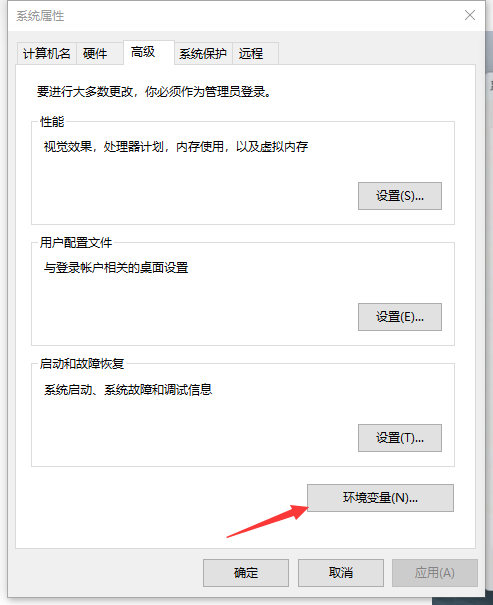 系统属性
计算机名 硬件 高级 系统保护 远程
要进行大多数更改，你必须作为管理员登录。
性能
视觉效果，处理器计划，内存使用，以及虚拟内存
设置(S)...
用户配置文件
与登录帐户相关的桌面设置
设置(E)...
启动和故障恢复
系统启动、系统故障和调试信息
设置(T)...
环境变量(N)...
确定 取消 应用(A)